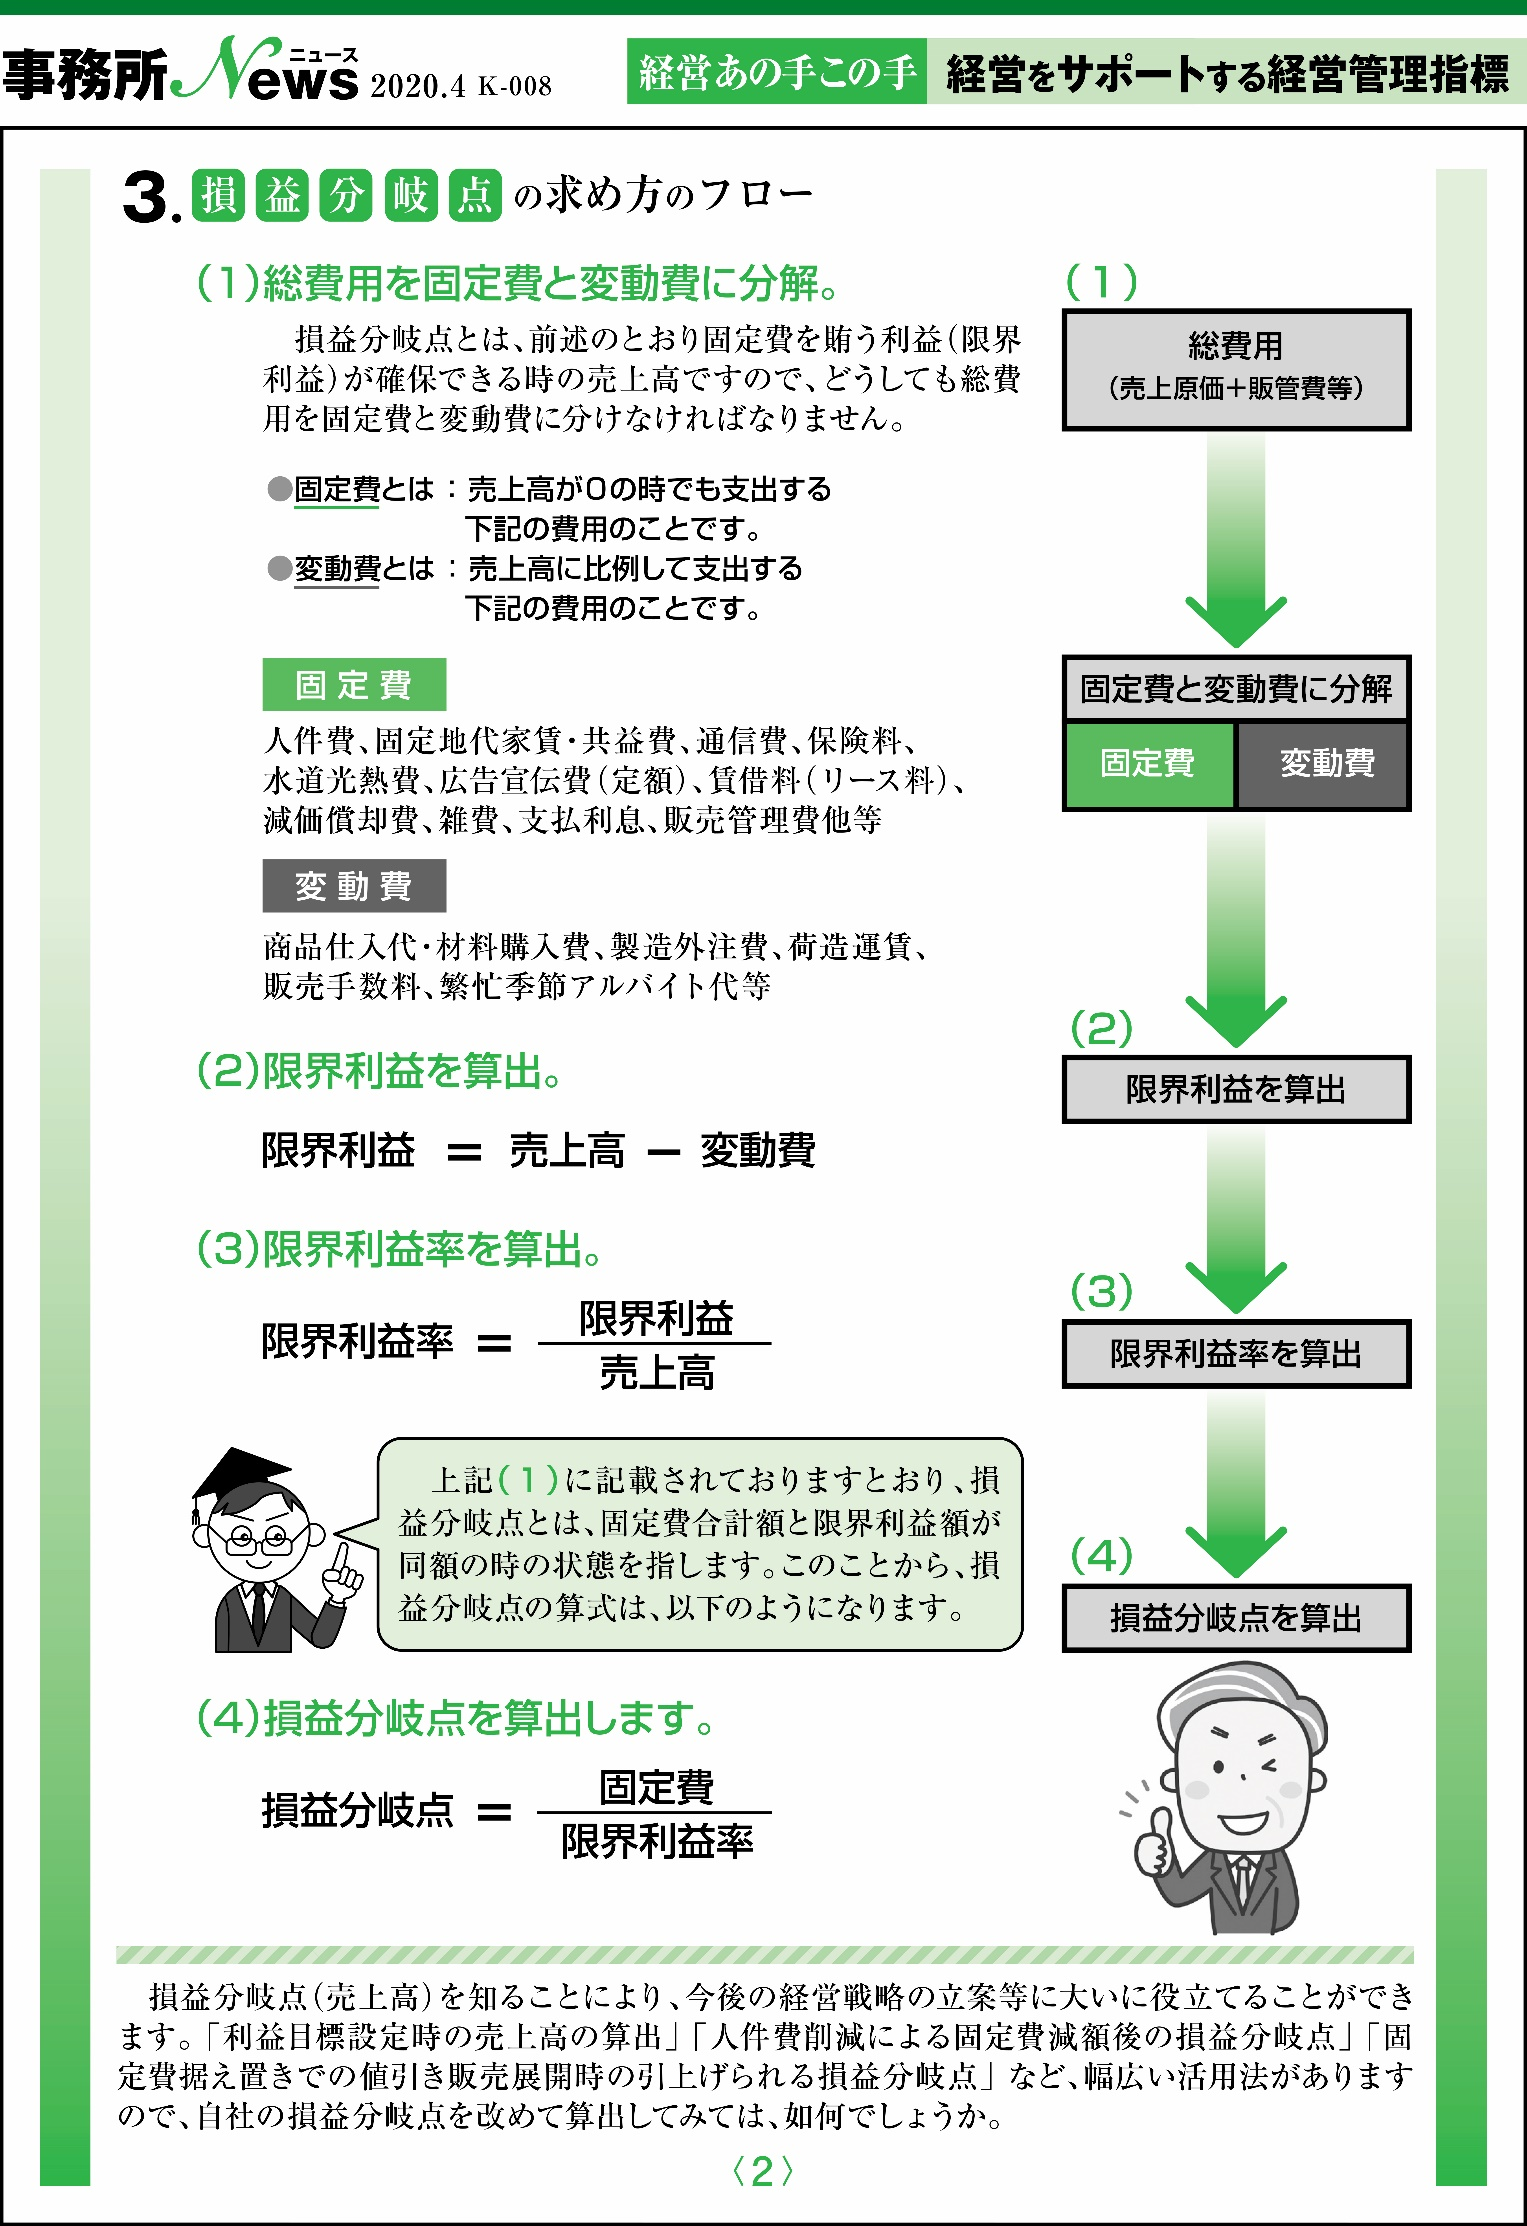 事務所News ニュース 2020.4 K-008
経営あの手この手 経営をサポートする経営管理指標
3.損益分岐点の求め方のフロー
(1)総費用を固定費と変動費に分解。
損益分岐点とは、前述のとおり固定費を賄う利益(限界
利益)が確保できる時の売上高ですので、どうしても総費
用を固定費と変動費に分けなければなりません。
●固定費とは：売上高が0の時でも支出する
下記の費用のことです。
●変動費とは：売上高に比例して支出する
下記の費用のことです。
固定費
人件費、固定地代家賃・共益費、通信費、保険料、
水道光熱費、広告宣伝費(定額)、賃借料(リース料)、
減価償却費、雑費、支払利息、販売管理費他等
変動費
商品仕入代・材料購入費、製造外注費、荷造運賃、
販売手数料、繁忙季節アルバイト代等
(2)限界利益を算出。
限界利益 ＝ 売上高 − 変動費
(3)限界利益率を算出。
限界利益率 ＝
限界利益
売上高
上記(1)に記載されておりますとおり、損
益分岐点とは、固定費合計額と限界利益額が
同額の時の状態を指します。このことから、損
益分岐点の算式は、以下のようになります。
(4)損益分岐点を算出します。
損益分岐点 ＝
固定費
限界利益率
(1)
総費用
(売上原価＋販管費等)
固定費と変動費に分解
固定費 変動費
(2)
限界利益を算出
(3)
限界利益率を算出
(4)
損益分岐点を算出
損益分岐点(売上高)を知ることにより、今後の経営戦略の立案等に大いに役立てることができ
ます。「利益目標設定時の売上高の算出」「人件費削減による固定費減額後の損益分岐点」「固
定費据え置きでの値引き販売展開時の引上げられる損益分岐点」など、幅広い活用法があります
ので、自社の損益分岐点を改めて算出してみては、如何でしょうか。
〈2〉